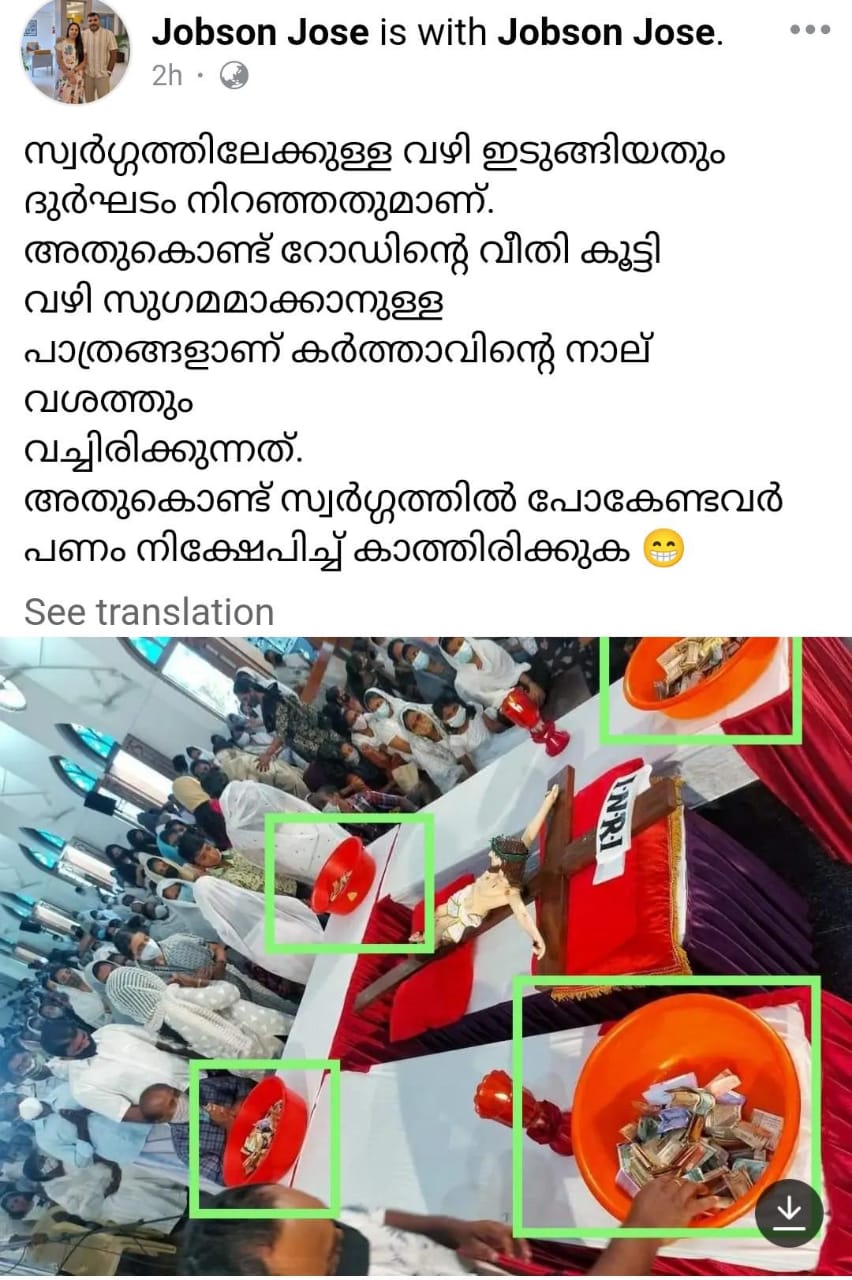 Jobson Jose is with Jobson Jose.
2h ·
സ്വർഗ്ഗത്തിലേക്കുള്ള വഴി ഇടുങ്ങിയതും
ദുർഘടം നിറഞ്ഞതുമാണ്.
അതുകൊണ്ട് റോഡിന്റെ വീതി കൂട്ടി
വഴി സുഗമമാക്കാനുള്ള
പാത്രങ്ങളാണ് കർത്താവിന്റെ നാല്
വശത്തും
വച്ചിരിക്കുന്നത്.
അതുകൊണ്ട് സ്വർഗ്ഗത്തിൽ പോകേണ്ടവർ
പണം നിക്ഷേപിച്ച് കാത്തിരിക്കുക 😁
See translation
I·N·R·I